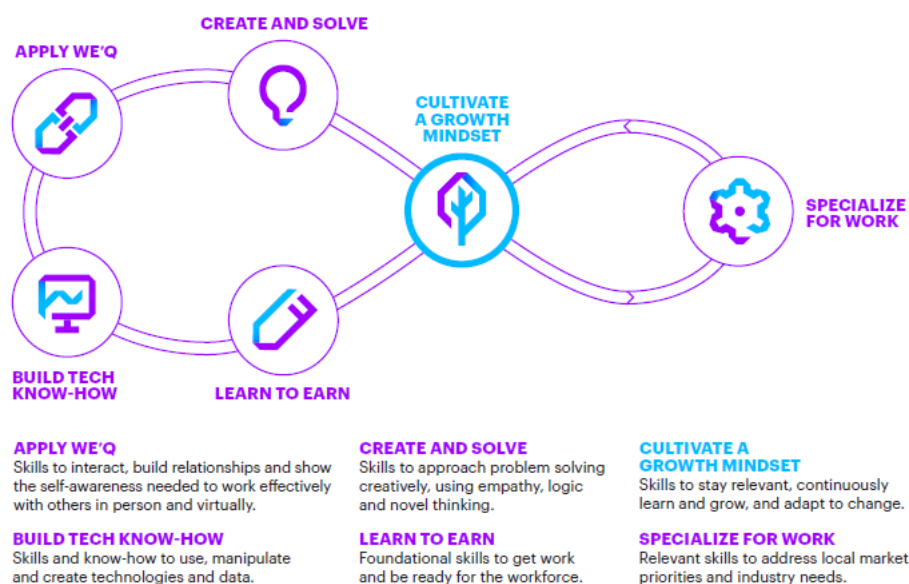 CREATE AND SOLVE
APPLY WE'Q
CULTIVATE
A GROWTH
MINDSET
SPECIALIZE
FOR WORK
BUILD TECH
KNOW-HOW
LEARN TO EARN
APPLY WE'Q
Skills to interact, build relationships and show
the self-awareness needed to work effectively
with others in person and virtually.
CREATE AND SOLVE
Skills to approach problem solving
creatively, using empathy, logic
and novel thinking.
CULTIVATE A
GROWTH MINDSET
Skills to stay relevant, continuously
learn and grow, and adapt to change.
BUILD TECH KNOW-HOW
Skills and know-how to use, manipulate
and create technologies and data.
LEARN TO EARN
Foundational skills to get work
and be ready for the workforce.
SPECIALIZE FOR WORK
Relevant skills to address local market
priorities and industry needs.